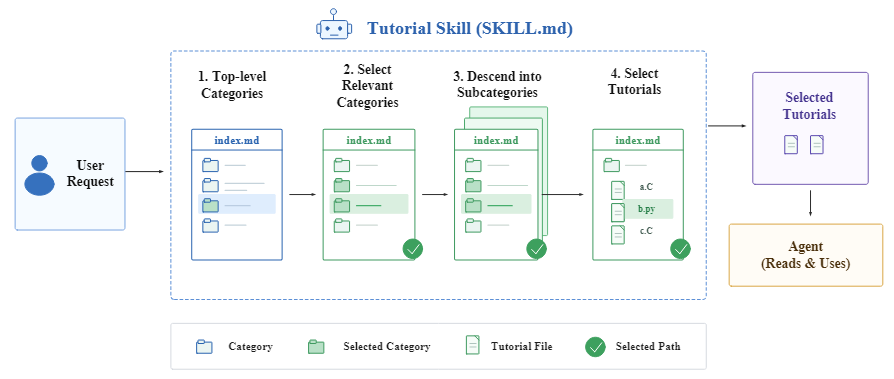 Tutorial Skill (SKILL.md)
1. Top-level
Categories
2. Select
Relevant
Categories
3. Descend into
Subcategories
4. Select
Tutorials
User
Request
index.md
index.md
index.md
index.md
a.C
b.py
c.C
Selected
Tutorials
Agent
(Reads & Uses)
Category
Selected Category
Tutorial File
Selected Path